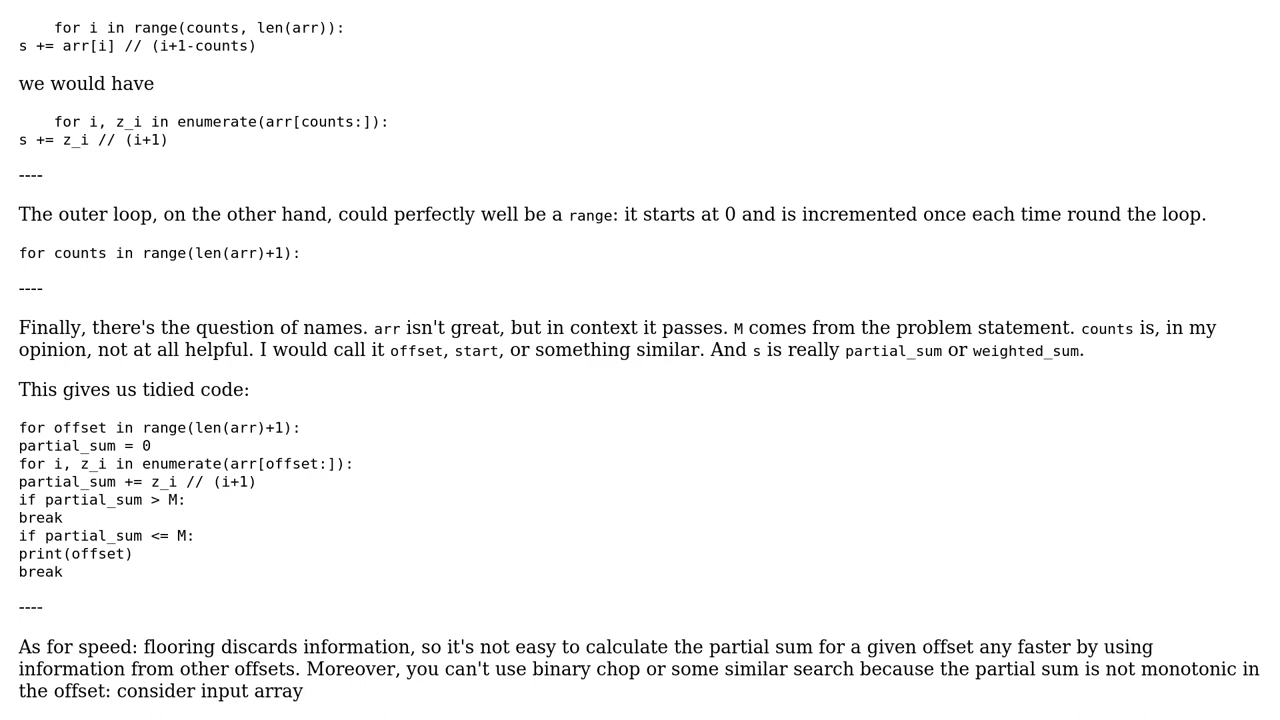 for i in range(counts, len(arr)):
s += arr[i] // (i+1-counts)
we would have
for i, z_i in enumerate(arr[counts:]):
s += z_i // (i+1)
----
The outer loop, on the other hand, could perfectly well be a range: it starts at 0 and is incremented once each time round the loop.
for counts in range(len(arr)+1):
----
Finally, there's the question of names. arr isn't great, but in context it passes. M comes from the problem statement. counts is, in my
opinion, not at all helpful. I would call it offset, start, or something similar. And s is really partial_sum or weighted_sum.
This gives us tidied code:
for offset in range(len(arr)+1):
partial_sum = 0
for i, z_i in enumerate(arr[offset:]):
partial_sum += z_i // (i+1)
if partial_sum > M:
break
if partial_sum <= M:
print(offset)
break
----
As for speed: flooring discards information, so it's not easy to calculate the partial sum for a given offset any faster by using
information from other offsets. Moreover, you can't use binary chop or some similar search because the partial sum is not monotonic in
the offset: consider input array